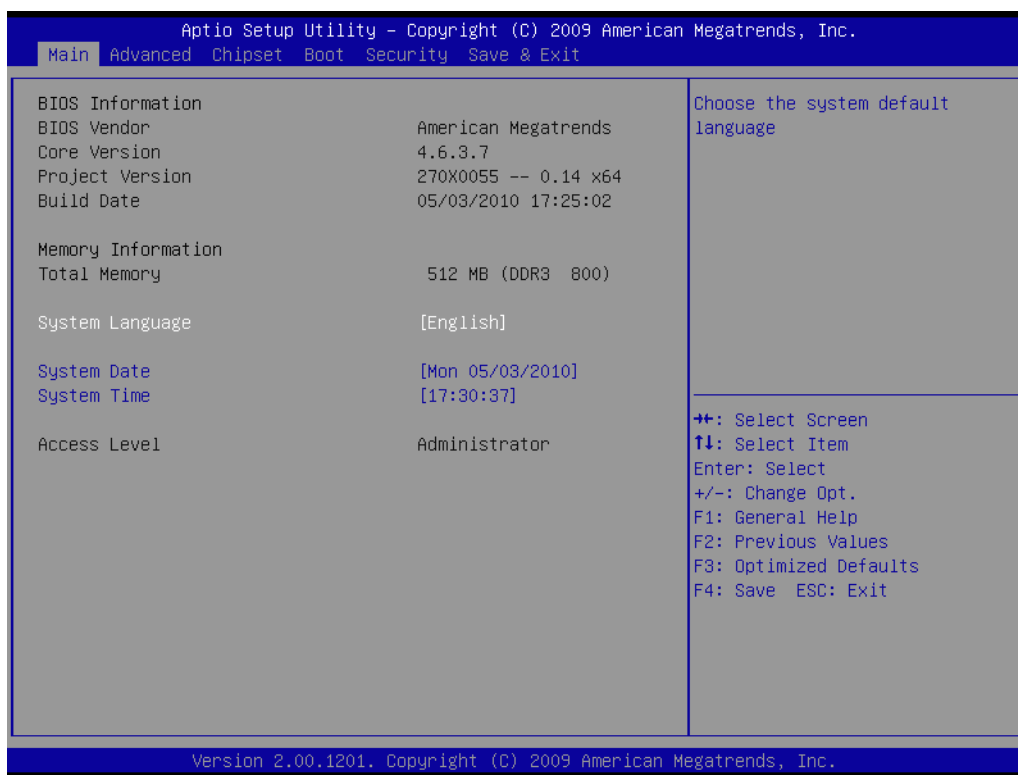 Aptio Setup Utility – Copyright (C) 2009 American Megatrends, Inc.
Main Advanced Chipset Boot Security Save & Exit
BIOS Information
BIOS Vendor American Megatrends
Core Version 4.6.3.7
Project Version 270X0055 -- 0.14 x64
Build Date 05/03/2010 17:25:02
Memory Information
Total Memory 512 MB (DDR3 800)
System Language [English]
System Date [Mon 05/03/2010]
System Time [17:30:37]
Access Level Administrator
Choose the system default
language
→←: Select Screen
↑↓: Select Item
Enter: Select
+/-: Change Opt.
F1: General Help
F2: Previous Values
F3: Optimized Defaults
F4: Save ESC: Exit
Version 2.00.1201. Copyright (C) 2009 American Megatrends, Inc.